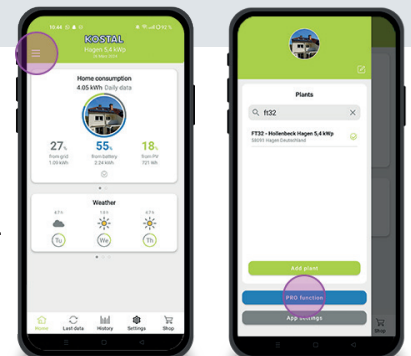 KOSTAL
Hagen 5,4 kWp
Home consumption
4.05 kWh Daily data
27%
55%
18%
from grid
from battery
from PV
1.09 kWh
2.24 kWh
721 Wh
Weather
Tu
We
Th
Home
Last data
History
Settings
Shop
Plants
ft32
FT32 - Hollenbeck Hagen 5,4 kWp
58093 Hagen Deutschland
Add plant
PRO function
App settings
Shop